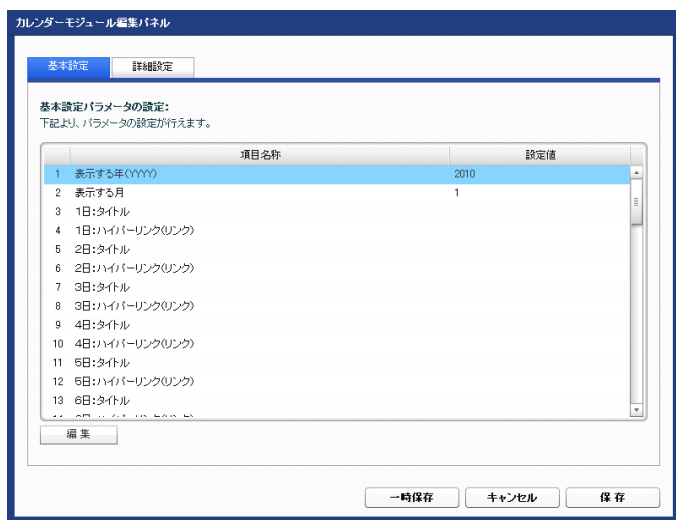 カレンダーモジュール編集パネル
基本設定 詳細設定
基本設定パラメータの設定:
下記より、パラメータの設定が行えます。
項目名称 設定値
1 表示する年(YYYY) 2010
2 表示する月 1
3 1日:タイトル
4 1日:ハイパーリンク(リンク)
5 2日:タイトル
6 2日:ハイパーリンク(リンク)
7 3日:タイトル
8 3日:ハイパーリンク(リンク)
9 4日:タイトル
10 4日:ハイパーリンク(リンク)
11 5日:タイトル
12 5日:ハイパーリンク(リンク)
13 6日:タイトル
編集
一時保存 キャンセル 保存